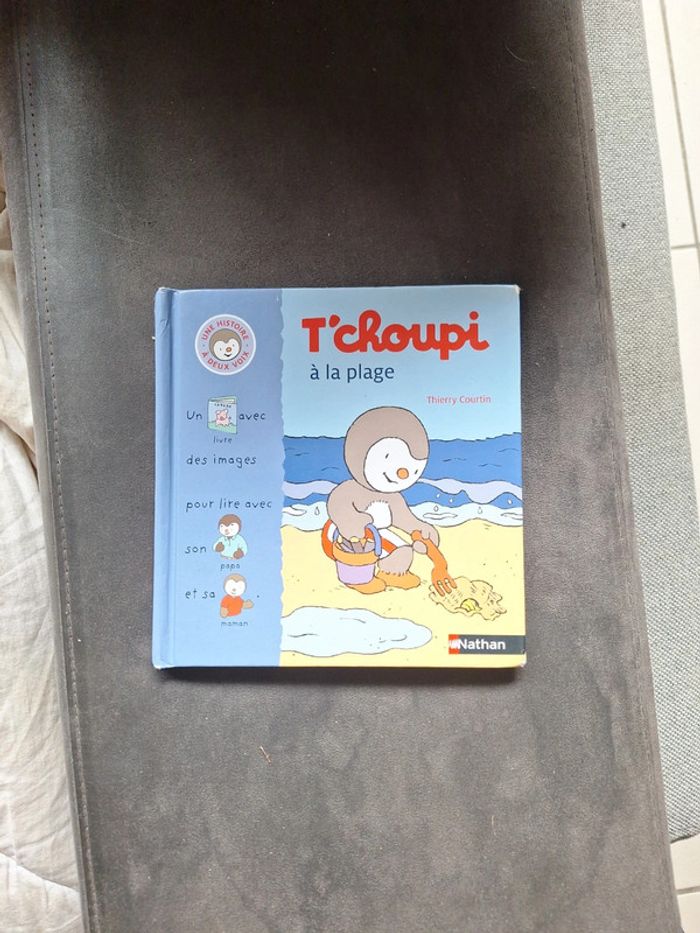 UNE HISTOIRE
À DEUX VOIX
T'choupi
à la plage
Thierry Courtin
Un avec
livre
des images
pour lire avec
son
papa
et sa .
maman
Nathan